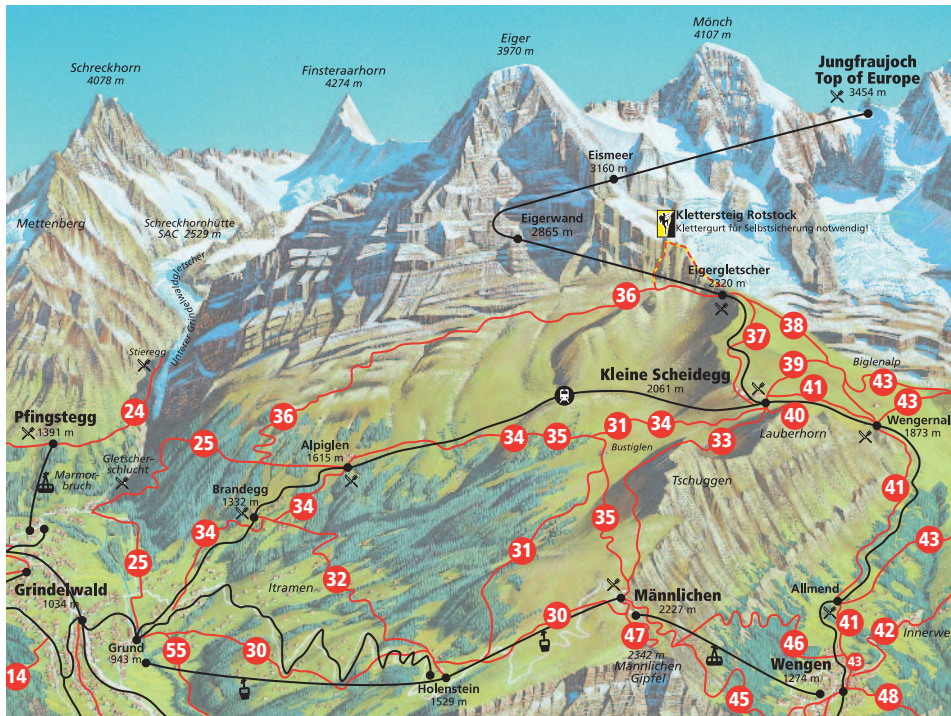 Mönch
4107 m
Eiger
3970 m
Jungfraujoch
Top of Europe
3454 m
Schreckhorn
4078 m
Finsteraarhorn
4274 m
Eismeer
3160 m
Mettenberg
Schreckhornhütte
SAC 2529 m
Eigerwand
2865 m
Klettersteig Rotstock
Klettergurt für Selbstsicherung notwendig!
Unterer Grindelwaldgletscher
Eigergletscher
2320 m
36
37
38
Stieregg
39
Biglenalp
Kleine Scheidegg
2061 m
41
43
43
24
36
Pfingstegg
1391 m
31
34
40
Wengernal
1873 m
25
Alpiglen
1615 m
34
35
Bustiglen
33
Lauberhorn
Gletscher-
schlucht
Marmor-
bruch
Tschuggen
41
Brandegg
1332 m
34
34
35
43
31
25
32
Itramen
Grindelwald
1034 m
Männlichen
2227 m
Allmend
30
41
42
Innerwe
Grund
943 m
55
30
47
2342 m
Männlichen
Gipfel
46
14
Wengen
1274 m
43
Holenstein
1529 m
45
48